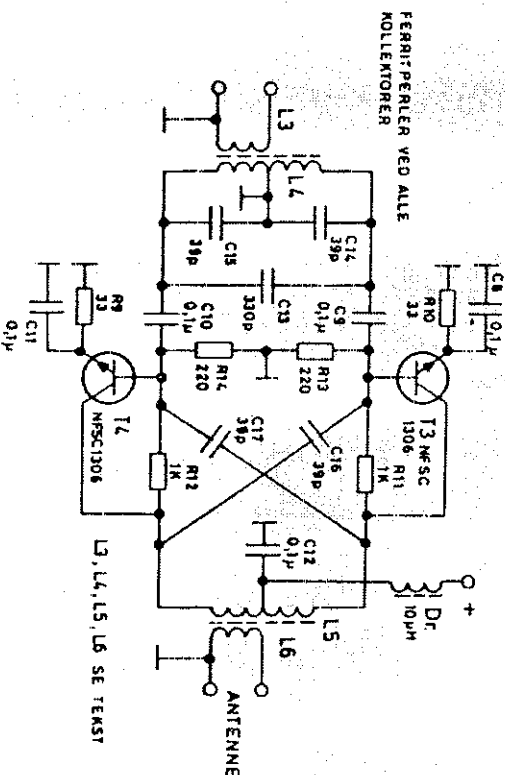 FERRITPERLER VED ALLE
KOLLEKTORER
L3
L4
C15
39p
C14
39p
C13
330p
C10
0,1µ
C9
0,1µ
C8
0,1µ
R10
33
R9
33
C11
0,1µ
R14
220
R13
220
T3 NFSC
1306
T4
NFSC1306
C17
39p
C16
39p
R11
1K
R12
1K
C12
0,1µ
L5
L6
Dr.
10µH
+
ANTENNE
L3, L4, L5, L6 SE TEKST